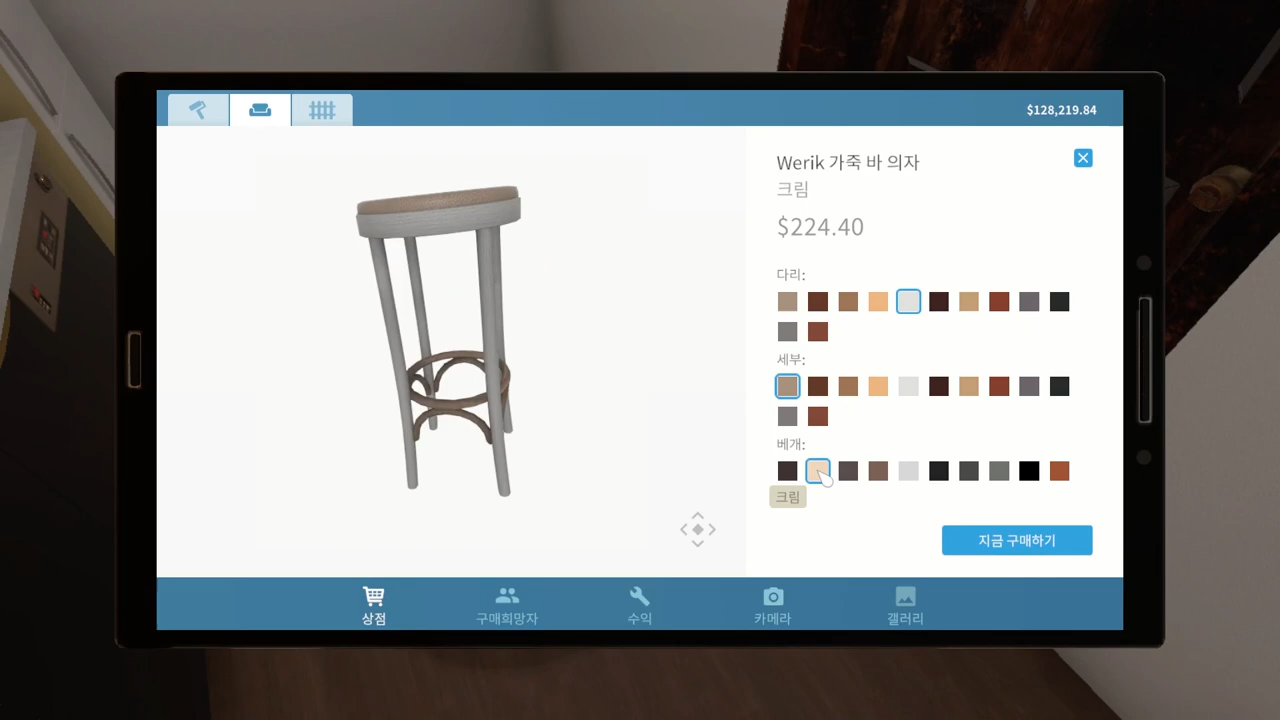 $128,219.84
Werik 가죽 바 의자
크림
$224.40
다리:
세부:
베개:
크림
지금 구매하기
상점
구매희망자
수익
카메라
갤러리